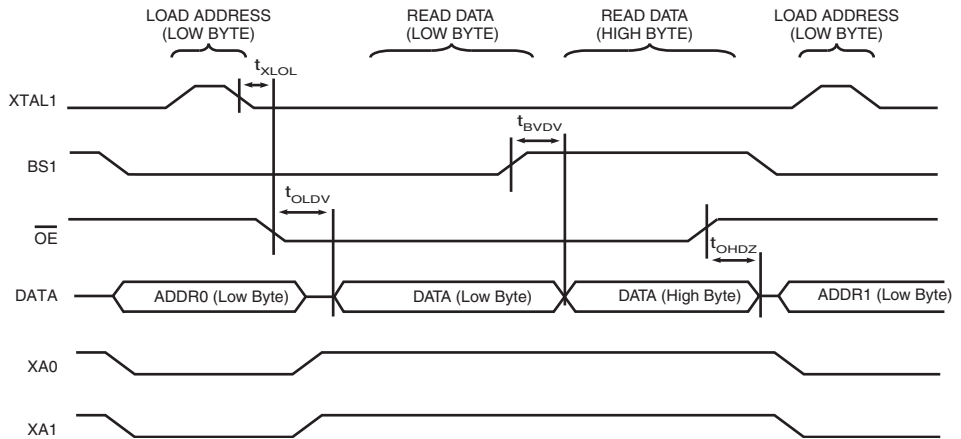 LOAD ADDRESS
(LOW BYTE)
READ DATA
(LOW BYTE)
READ DATA
(HIGH BYTE)
LOAD ADDRESS
(LOW BYTE)
tXLOL
XTAL1
tBVDV
BS1
tOLDV
OE
tOHDZ
DATA
ADDR0 (Low Byte)
DATA (Low Byte)
DATA (High Byte)
ADDR1 (Low Byte)
XA0
XA1